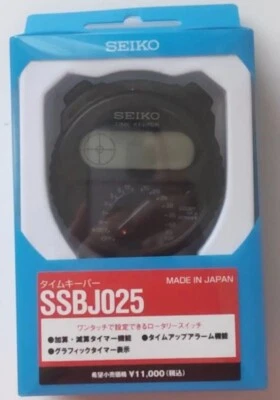 SEIKO
SEIKO
タイムキーパー
MADE IN JAPAN
SSBJ025
ワンタッチで設定できるロータリースイッチ
●加算・減算タイマー機能 ●タイムアップアラーム機能
●グラフィックタイマー表示
希望小売価格 ¥11,000(税込)